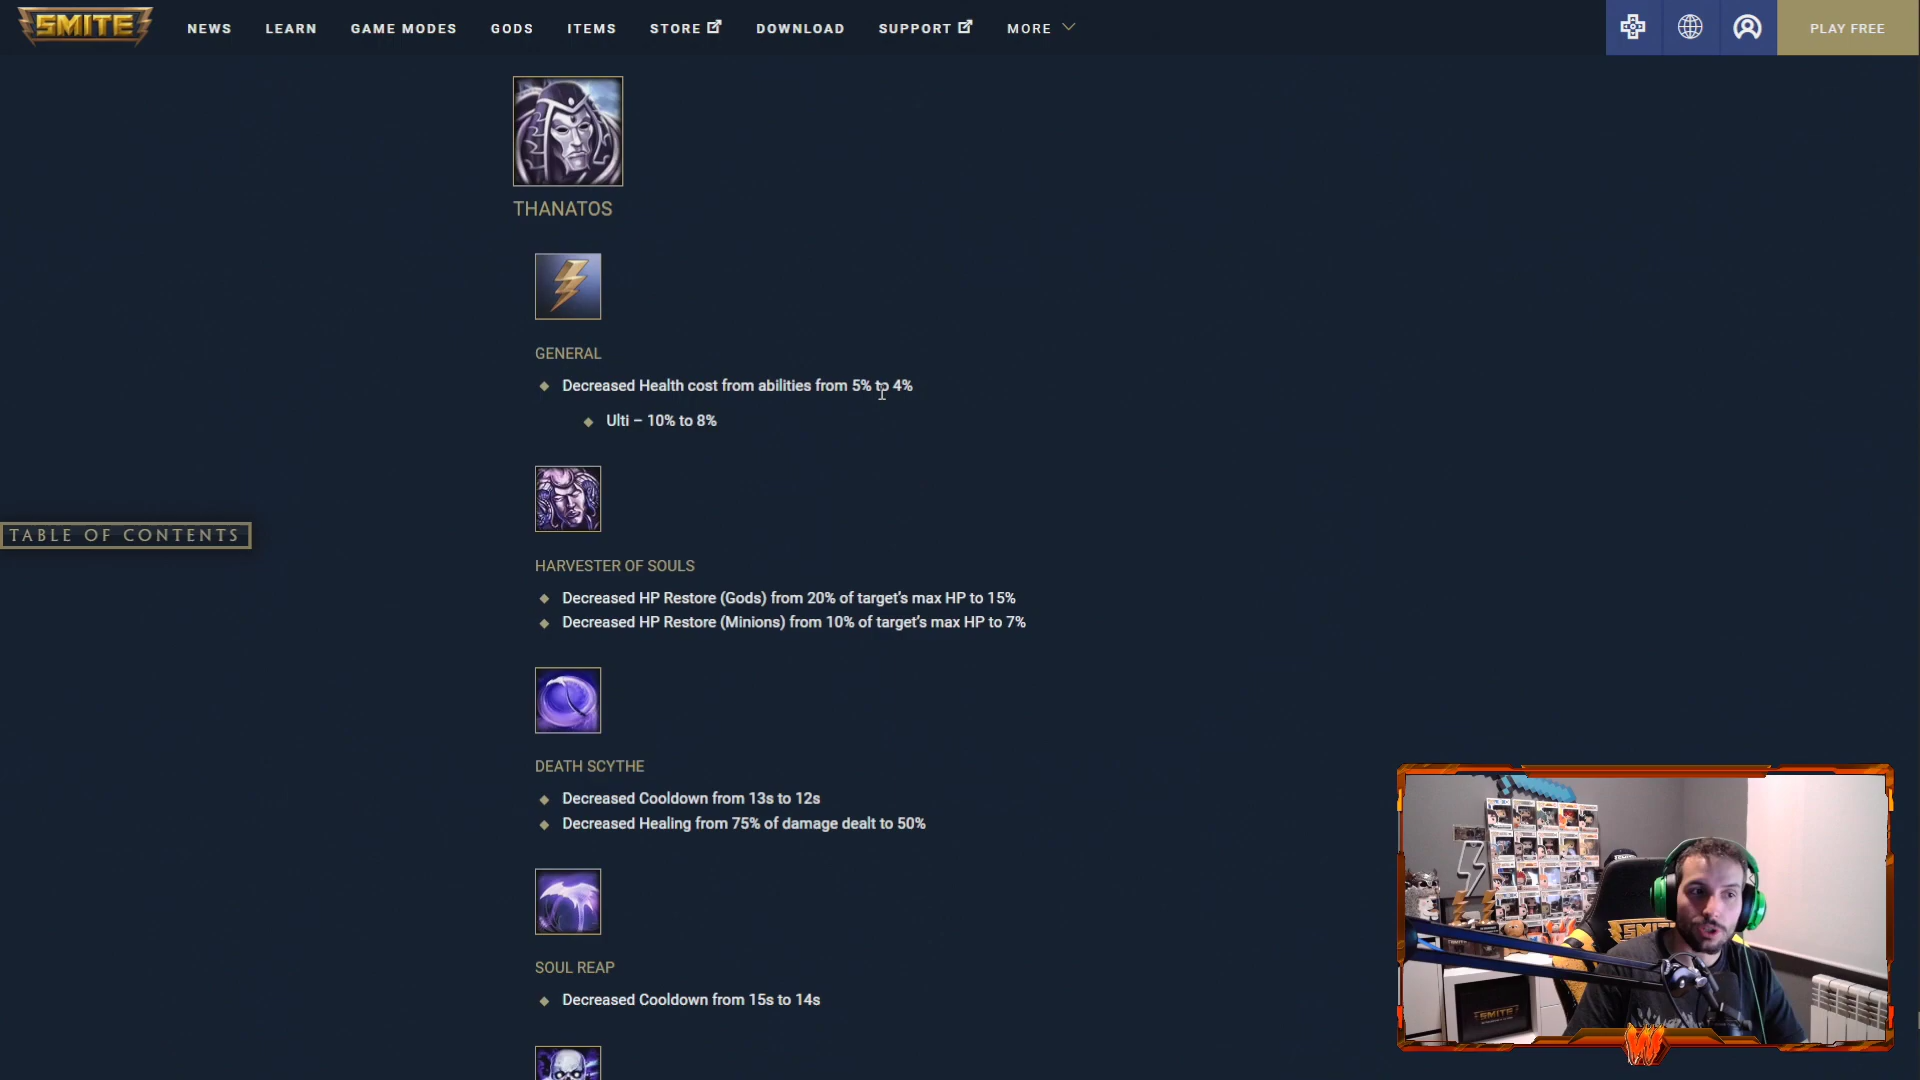 SMITE
NEWS LEARN GAME MODES GODS ITEMS STORE DOWNLOAD SUPPORT MORE
PLAY FREE
THANATOS
GENERAL
Decreased Health cost from abilities from 5% to 4%
Ulti – 10% to 8%
TABLE OF CONTENTS
HARVESTER OF SOULS
Decreased HP Restore (Gods) from 20% of target’s max HP to 15%
Decreased HP Restore (Minions) from 10% of target’s max HP to 7%
DEATH SCYTHE
Decreased Cooldown from 13s to 12s
Decreased Healing from 75% of damage dealt to 50%
SOUL REAP
Decreased Cooldown from 15s to 14s
SMITE
SMITE